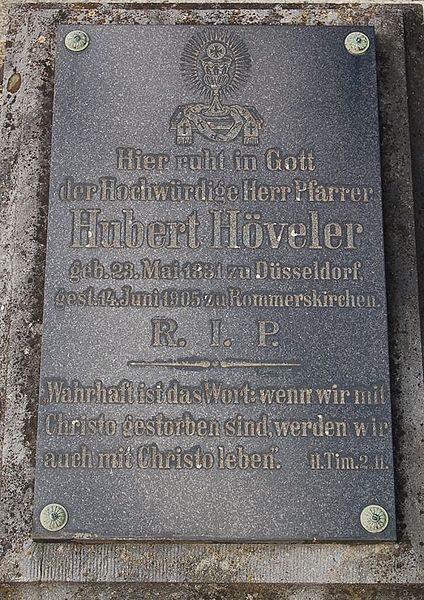 Hier ruht in Gott
der Hochwürdige Herr Pfarrer
Hubert Höveler
geb. 23. Mai 1831 zu Düsseldorf,
gest. 14. Juni 1905 zu Rommerskirchen.
R. I. P.
Wahrhaft ist das Wort: wenn wir mit
Christo gestorben sind, werden wir
auch mit Christo leben". II. Tim. 2. 11.